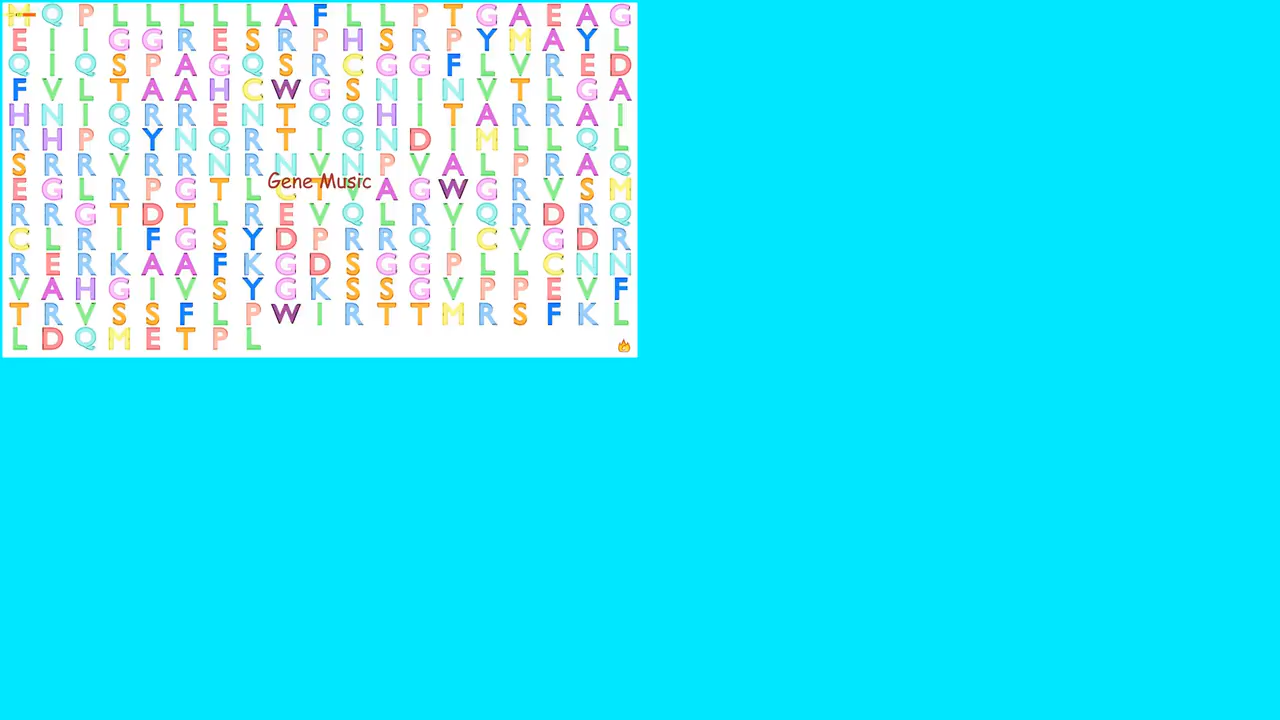 M Q P L L L L L A F L L P T G A E A G
E I I G G R E S R P H S R P Y M A Y L
Q I Q S P A G Q S R C G G F L V R E D
F V L T A A H C W G S N I N V T L G A
H N I Q R R E N T Q Q H I T A R R A I
R H P Q Y N Q R T I Q N D I M L L Q L
S R R V R R N R N V N P V A L P R A Q
Gene Music
E G L R P G T L C T V A G W G R V S M
R R G T D T L R E V Q L R V Q R D R Q
C L R I F G S Y D P R R Q I C V G D R
R E R K A A F K G D S G G P L L C N N
V A H G I V S Y G K S S G V P P E V F
T R V S S F L P W I R T T M R S F K L
L D Q M E T P L